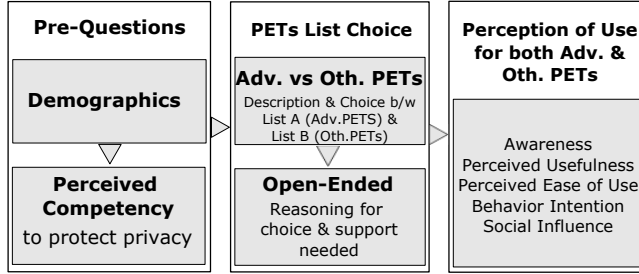 Pre-Questions
Demographics
Perceived
Competency
to protect privacy
PETs List Choice
Adv. vs Oth. PETs
Description & Choice b/w
List A (Adv.PETS) &
List B (Oth.PETs)
Open-Ended
Reasoning for
choice & support
needed
Perception of Use
for both Adv. &
Oth. PETs
Awareness
Perceived Usefulness
Perceived Ease of Use
Behavior Intention
Social Influence